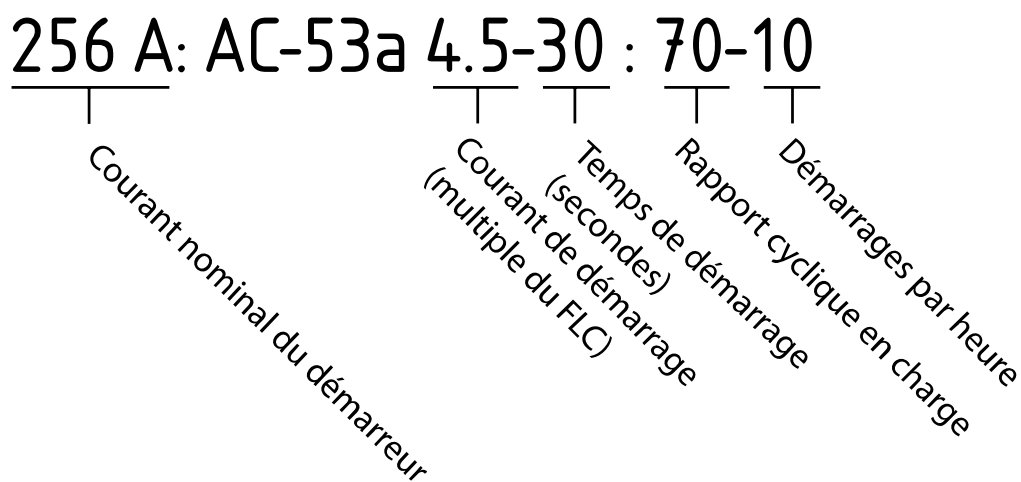 256 A: AC-53a 4.5-30 : 70-10
Courant nominal du démarreur
Courant de démarrage
(multiple du FLC)
Temps de démarrage
(secondes)
Rapport cyclique en charge
Démarrages par heure